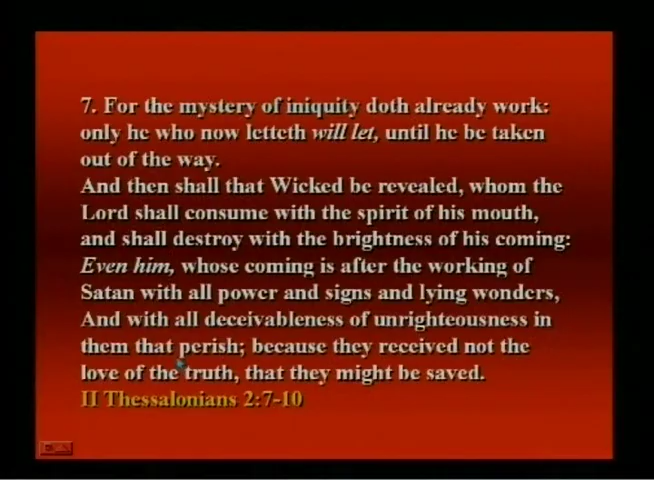 7. For the mystery of iniquity doth already work:
only he who now letteth will let, until he be taken
out of the way.
And then shall that Wicked be revealed, whom the
Lord shall consume with the spirit of his mouth,
and shall destroy with the brightness of his coming:
Even him, whose coming is after the working of
Satan with all power and signs and lying wonders,
And with all deceivableness of unrighteousness in
them that perish; because they received not the
love of the truth, that they might be saved.
II Thessalonians 2:7-10